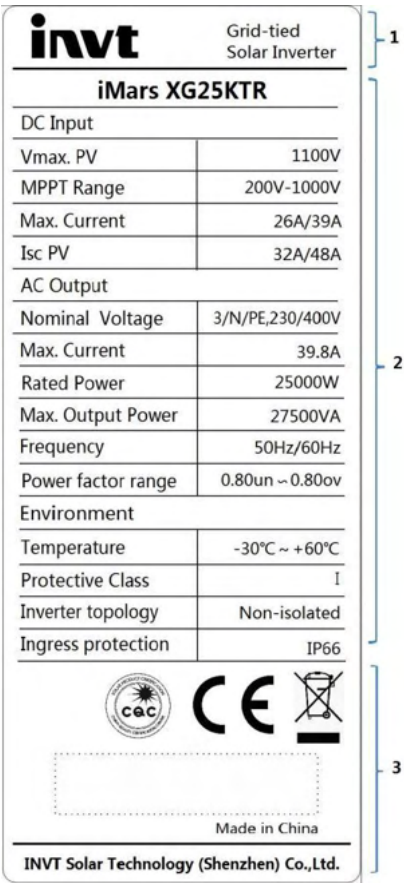 invt
Grid-tied
Solar Inverter
1
iMars XG25KTR
DC Input
Vmax. PV 1100V
MPPT Range 200V-1000V
Max. Current 26A/39A
Isc PV 32A/48A
AC Output
Nominal Voltage 3/N/PE,230/400V
Max. Current 39.8A
2
Rated Power 25000W
Max. Output Power 27500VA
Frequency 50Hz/60Hz
Power factor range 0.80un ~ 0.80ov
Environment
Temperature -30℃ ~ +60℃
Protective Class I
Inverter topology Non-isolated
Ingress protection IP66
cqc
CE
3
Made in China
INVT Solar Technology (Shenzhen) Co.,Ltd.